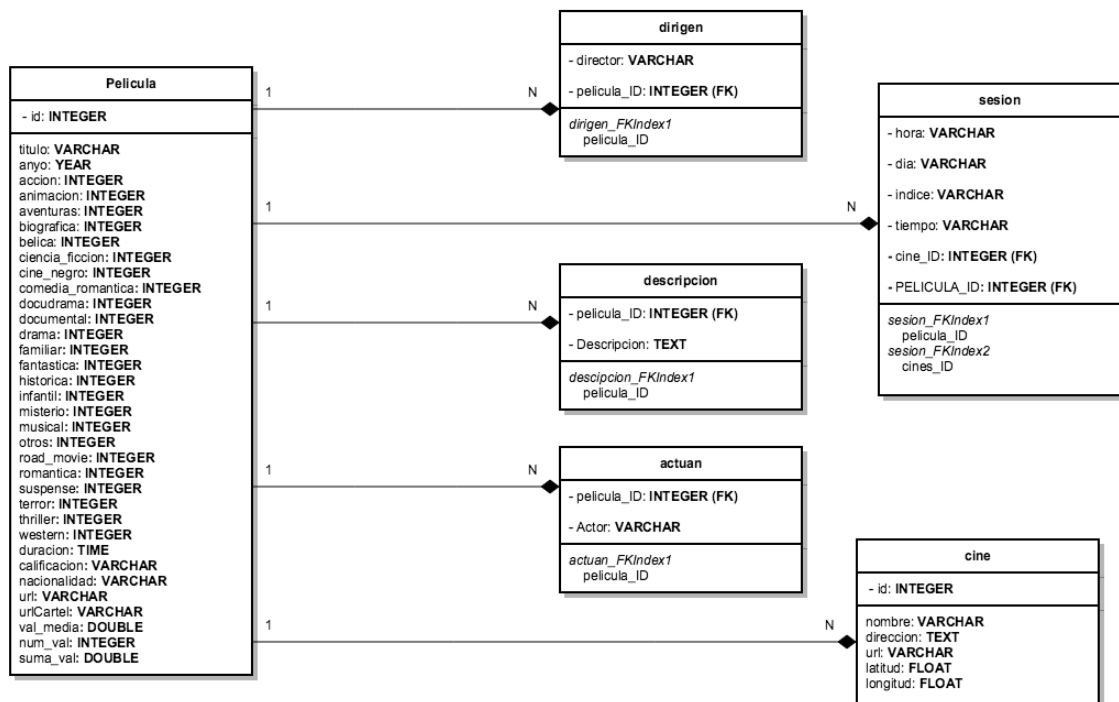 Pelicula
- id: INTEGER
titulo: VARCHAR
anyo: YEAR
accion: INTEGER
animacion: INTEGER
aventuras: INTEGER
biografica: INTEGER
belica: INTEGER
ciencia_ficcion: INTEGER
cine_negro: INTEGER
comedia_romantica: INTEGER
docudrama: INTEGER
documental: INTEGER
drama: INTEGER
familiar: INTEGER
fantastica: INTEGER
historica: INTEGER
infantil: INTEGER
misterio: INTEGER
musical: INTEGER
otros: INTEGER
road_movie: INTEGER
romantica: INTEGER
suspense: INTEGER
terror: INTEGER
thriller: INTEGER
western: INTEGER
duracion: TIME
calificacion: VARCHAR
nacionalidad: VARCHAR
url: VARCHAR
urlCartel: VARCHAR
val_media: DOUBLE
num_val: INTEGER
suma_val: DOUBLE
1 N
dirigen
- director: VARCHAR
- pelicula_ID: INTEGER (FK)
dirigen_FKIndex1
pelicula_ID
1 N
sesion
- hora: VARCHAR
- dia: VARCHAR
- indice: VARCHAR
- tiempo: VARCHAR
- cine_ID: INTEGER (FK)
- PELICULA_ID: INTEGER (FK)
sesion_FKIndex1
pelicula_ID
sesion_FKIndex2
cines_ID
1 N
descripcion
- pelicula_ID: INTEGER (FK)
- Descripcion: TEXT
descipcion_FKIndex1
pelicula_ID
1 N
actuan
- pelicula_ID: INTEGER (FK)
- Actor: VARCHAR
actuan_FKIndex1
pelicula_ID
1 N
cine
- id: INTEGER
nombre: VARCHAR
direccion: TEXT
url: VARCHAR
latitud: FLOAT
longitud: FLOAT